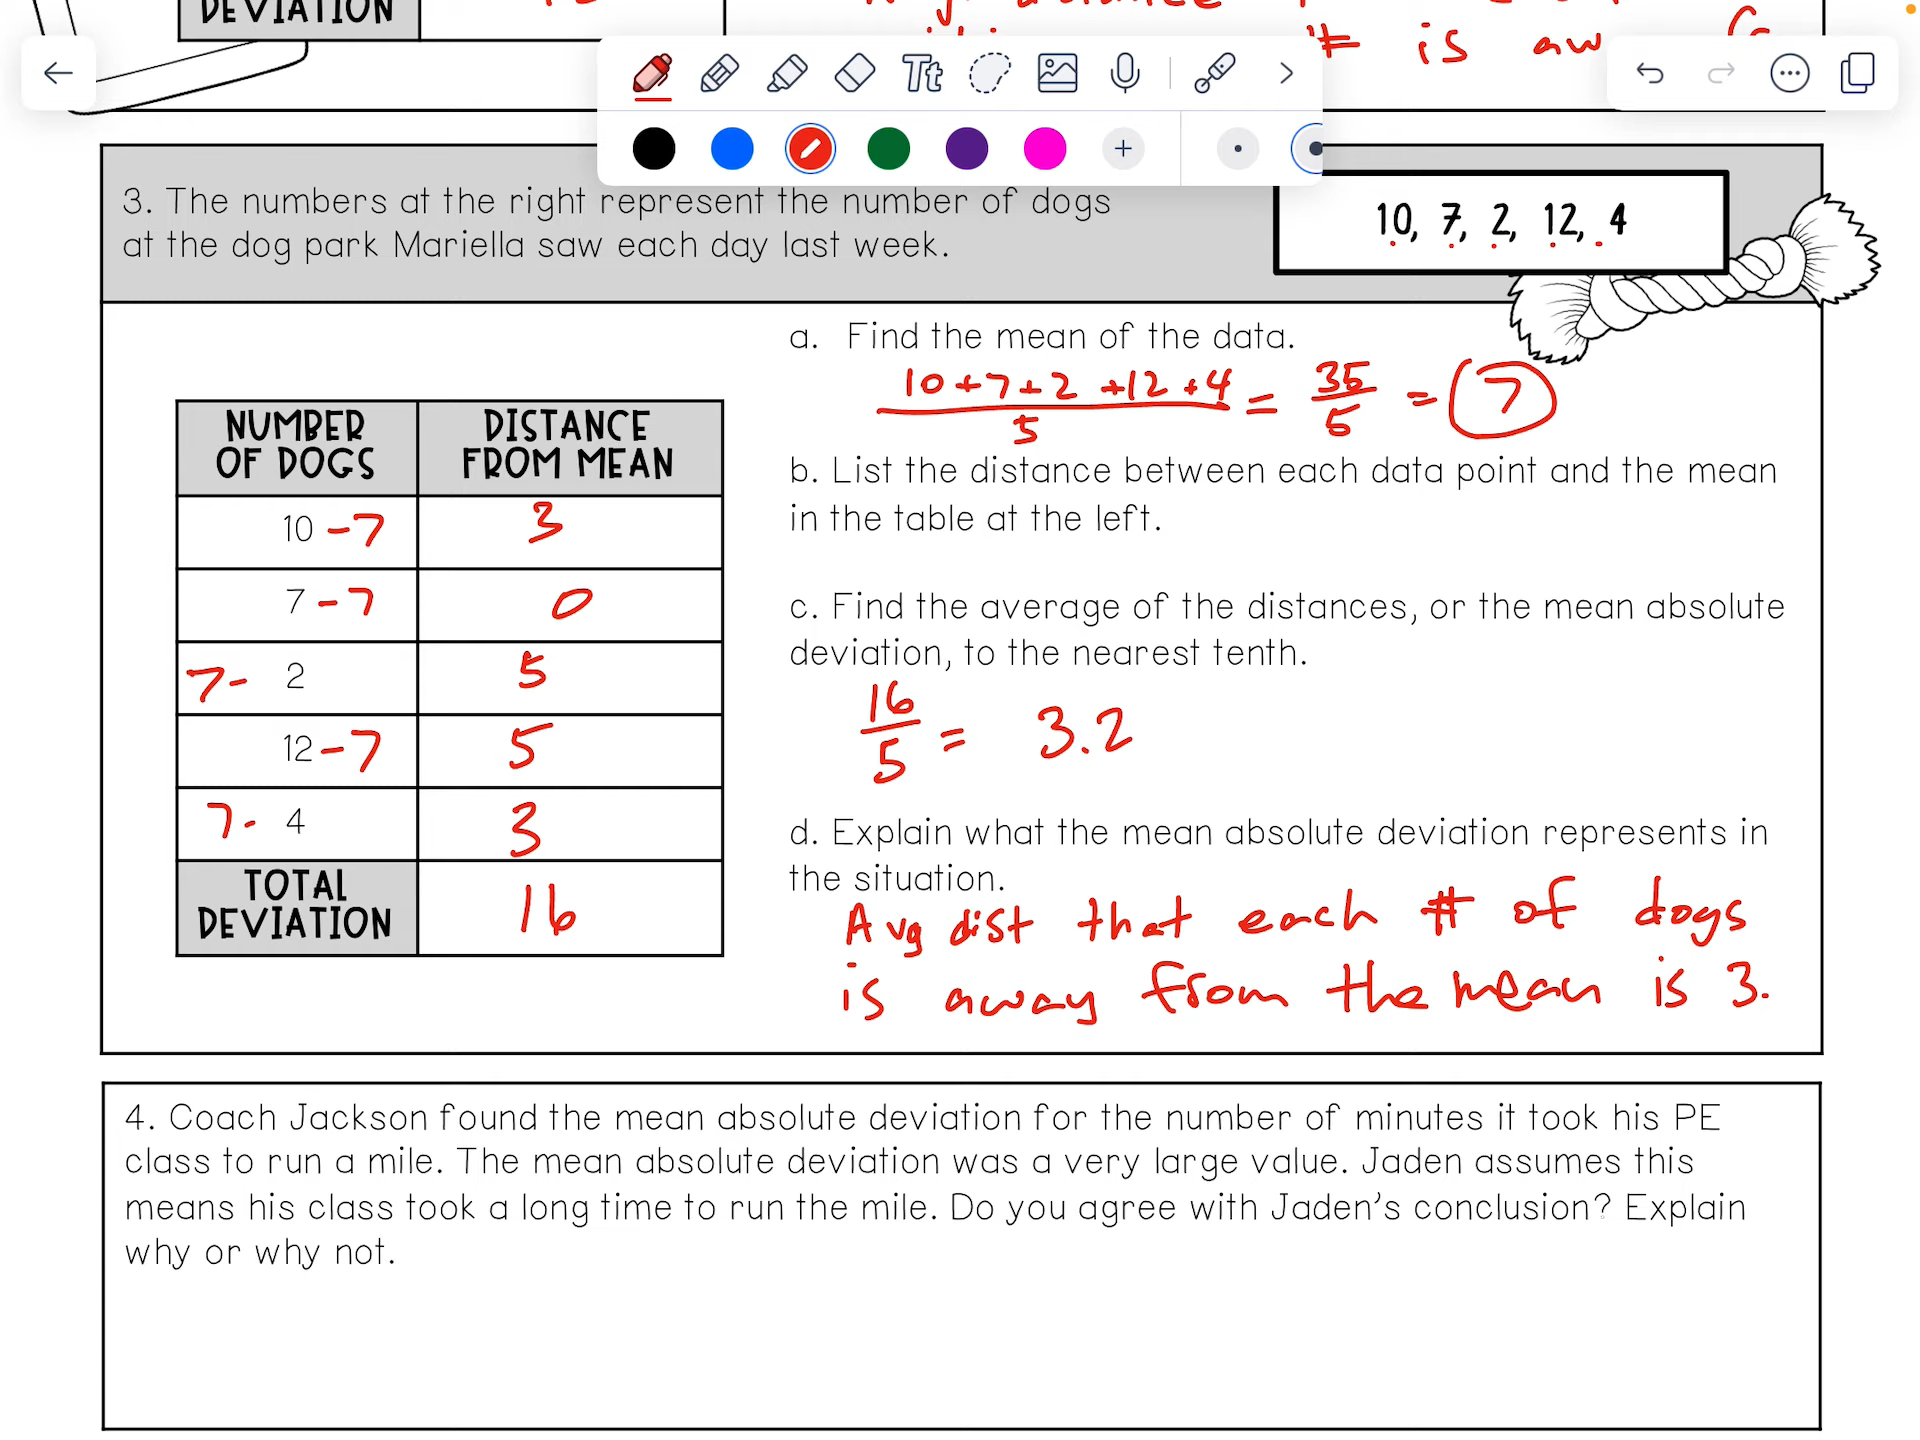 DEVIATION
# is aw
Tt
3. The numbers at the right represent the number of dogs
at the dog park Mariella saw each day last week.
10, 7, 2, 12, 4
a. Find the mean of the data.
10+7+2+12+4 = 35 = 7
5 5
NUMBER OF DOGS DISTANCE FROM MEAN
10 -7 3
7 -7 0
7- 2 5
12 -7 5
7- 4 3
TOTAL DEVIATION 16
b. List the distance between each data point and the mean
in the table at the left.
c. Find the average of the distances, or the mean absolute
deviation, to the nearest tenth.
16
5 = 3.2
d. Explain what the mean absolute deviation represents in
the situation.
Avg dist that each # of dogs
is away from the mean is 3.
4. Coach Jackson found the mean absolute deviation for the number of minutes it took his PE
class to run a mile. The mean absolute deviation was a very large value. Jaden assumes this
means his class took a long time to run the mile. Do you agree with Jaden's conclusion? Explain
why or why not.